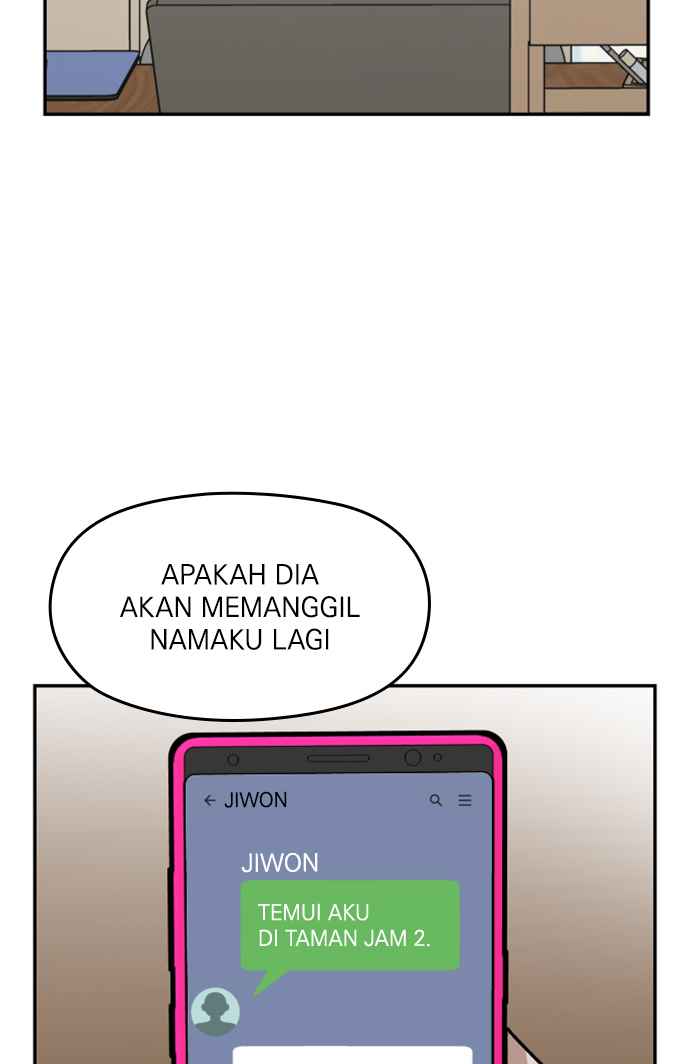 APAKAH DIA
AKAN MEMANGGIL
NAMAKU LAGI
JIWON
JIWON
TEMUI AKU
DI TAMAN JAM 2.